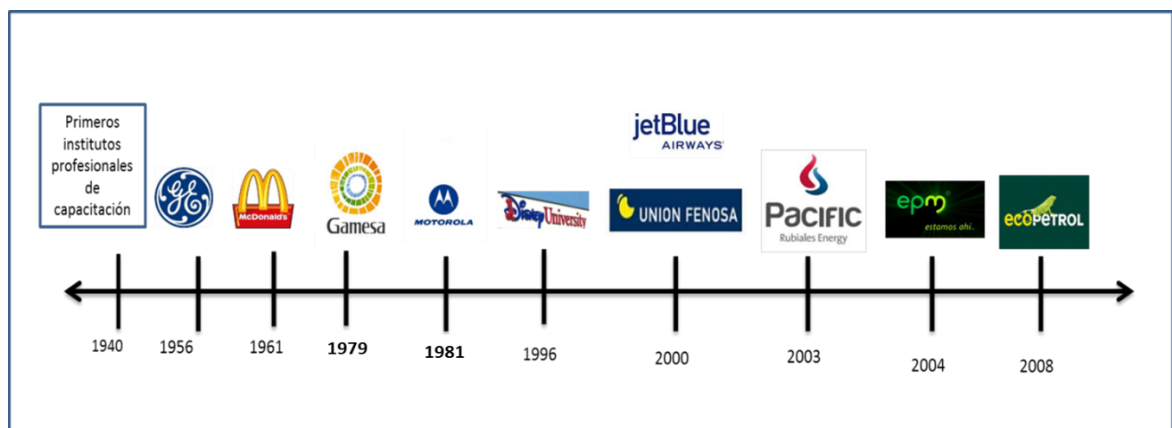 Primeros
institutos
profesionales
de
capacitación
GE
McDonald's
Gamesa
MOTOROLA
Disney University
jetBlue
AIRWAYS
UNION FENOSA
PACIFIC
Rubiales Energy
epm
estamos ahí..
ecopetrol
1940
1956
1961
1979
1981
1996
2000
2003
2004
2008